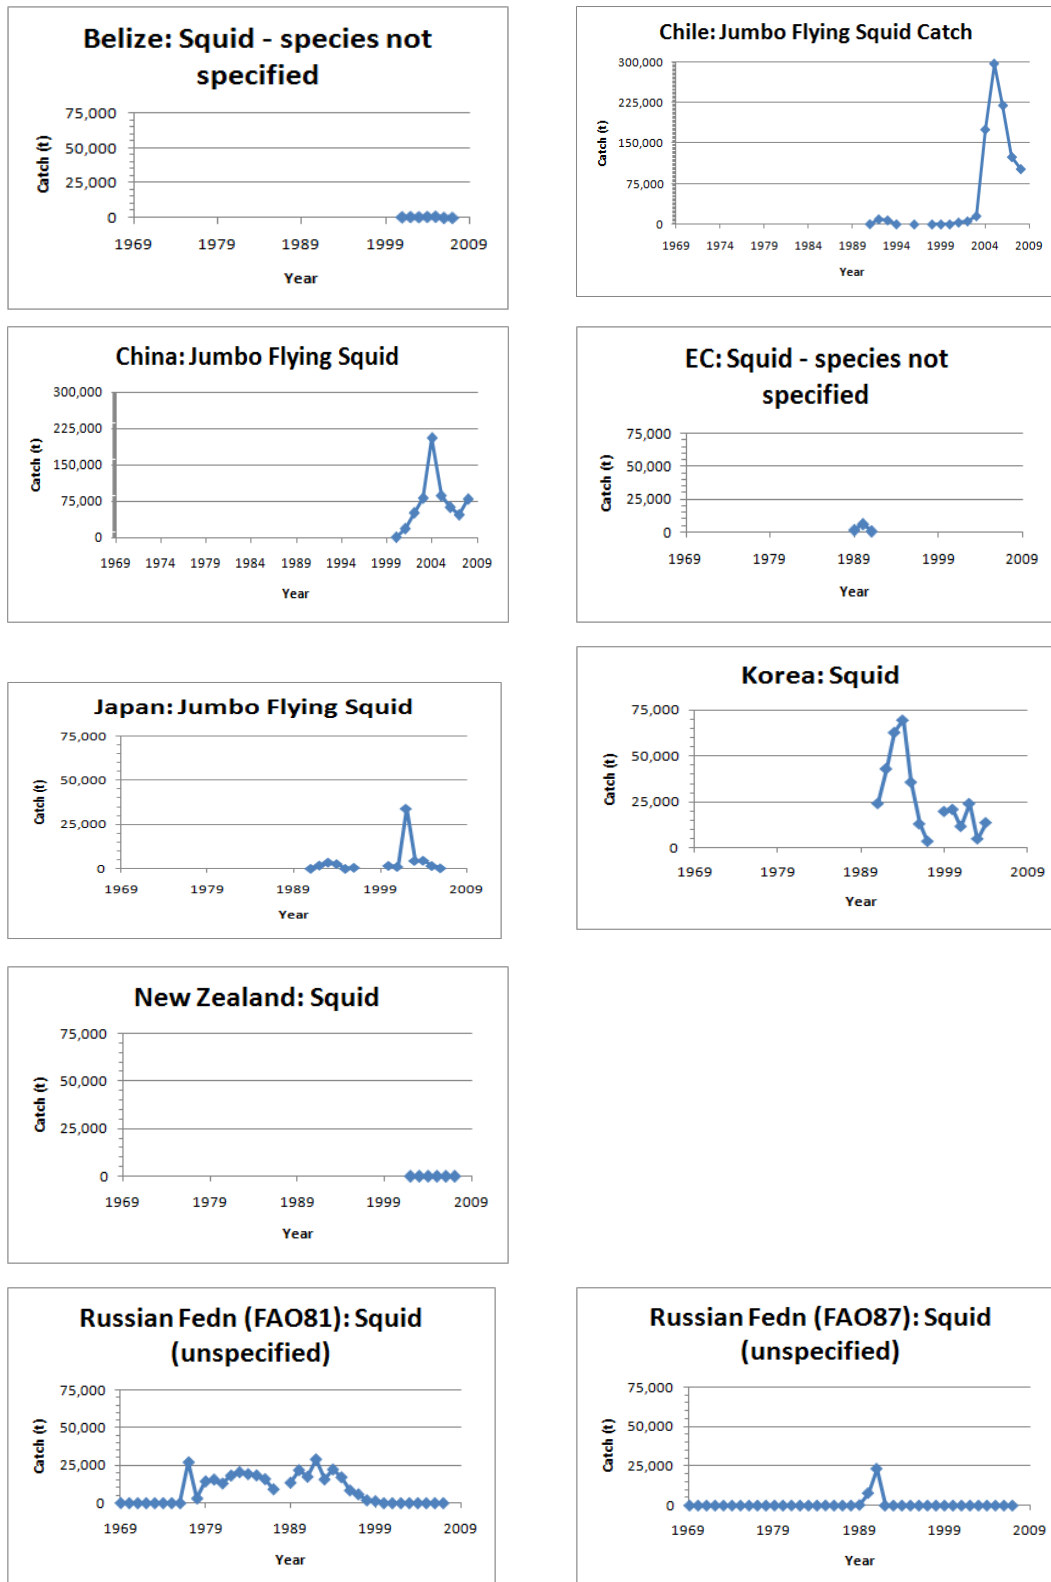 Belize: Squid - species not
specified
75,000
50,000
25,000
0
Catch (t)
1969 1979 1989 1999 2009
Year
Chile: Jumbo Flying Squid Catch
300,000
225,000
150,000
75,000
0
Catch (t)
1969 1974 1979 1984 1989 1994 1999 2004 2009
Year
China: Jumbo Flying Squid
300,000
225,000
150,000
75,000
0
Catch (t)
1969 1974 1979 1984 1989 1994 1999 2004 2009
Year
EC: Squid - species not
specified
75,000
50,000
25,000
0
Catch (t)
1969 1979 1989 1999 2009
Year
Japan: Jumbo Flying Squid
75,000
50,000
25,000
0
Catch (t)
1969 1979 1989 1999 2009
Year
Korea: Squid
75,000
50,000
25,000
0
Catch (t)
1969 1979 1989 1999 2009
Year
New Zealand: Squid
75,000
50,000
25,000
0
Catch (t)
1969 1979 1989 1999 2009
Year
Russian Fedn (FAO81): Squid
(unspecified)
75,000
50,000
25,000
0
Catch (t)
1969 1979 1989 1999 2009
Year
Russian Fedn (FAO87): Squid
(unspecified)
75,000
50,000
25,000
0
Catch (t)
1969 1979 1989 1999 2009
Year